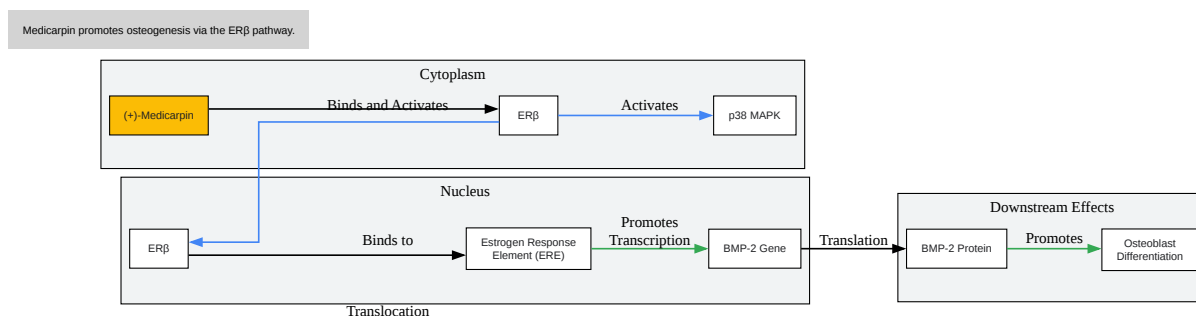 Medicarpin promotes osteogenesis via the ERβ pathway.
Cytoplasm
(+)-Medicarpin
Binds and Activates
ERβ
Activates
p38 MAPK
Nucleus
ERβ
Binds to
Estrogen Response
Element (ERE)
Promotes
Transcription
BMP-2 Gene
Translation
Downstream Effects
BMP-2 Protein
Promotes
Osteoblast
Differentiation
Translocation